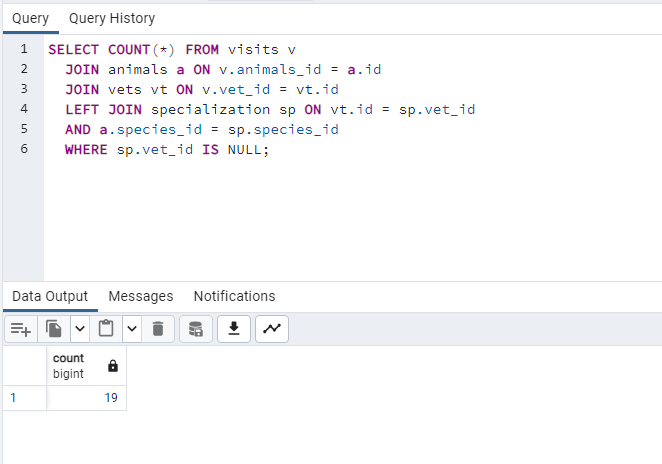 Query Query History
1 SELECT COUNT(*) FROM visits v
2 JOIN animals a ON v.animals_id = a.id
3 JOIN vets vt ON v.vet_id = vt.id
4 LEFT JOIN specialization sp ON vt.id = sp.vet_id
5 AND a.species_id = sp.species_id
6 WHERE sp.vet_id IS NULL;
Data Output Messages Notifications
count
bigint
1 19